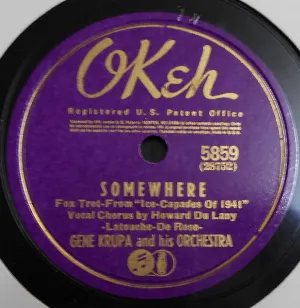 OKeh
Registered U.S. Patent Office
5859
(28752)
SOMEWHERE
Fox Trot-From "Ice-Capades Of 1941"
Vocal Chorus by Howard Du Lany
-Latouche-De Rose-
GENE KRUPA and his ORCHESTRA